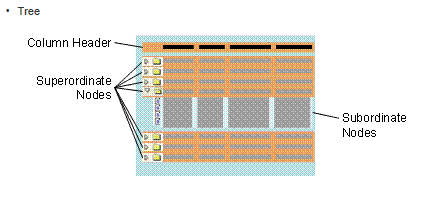 • Tree
Column Header
Superordinate
Nodes
Subordinate
Nodes